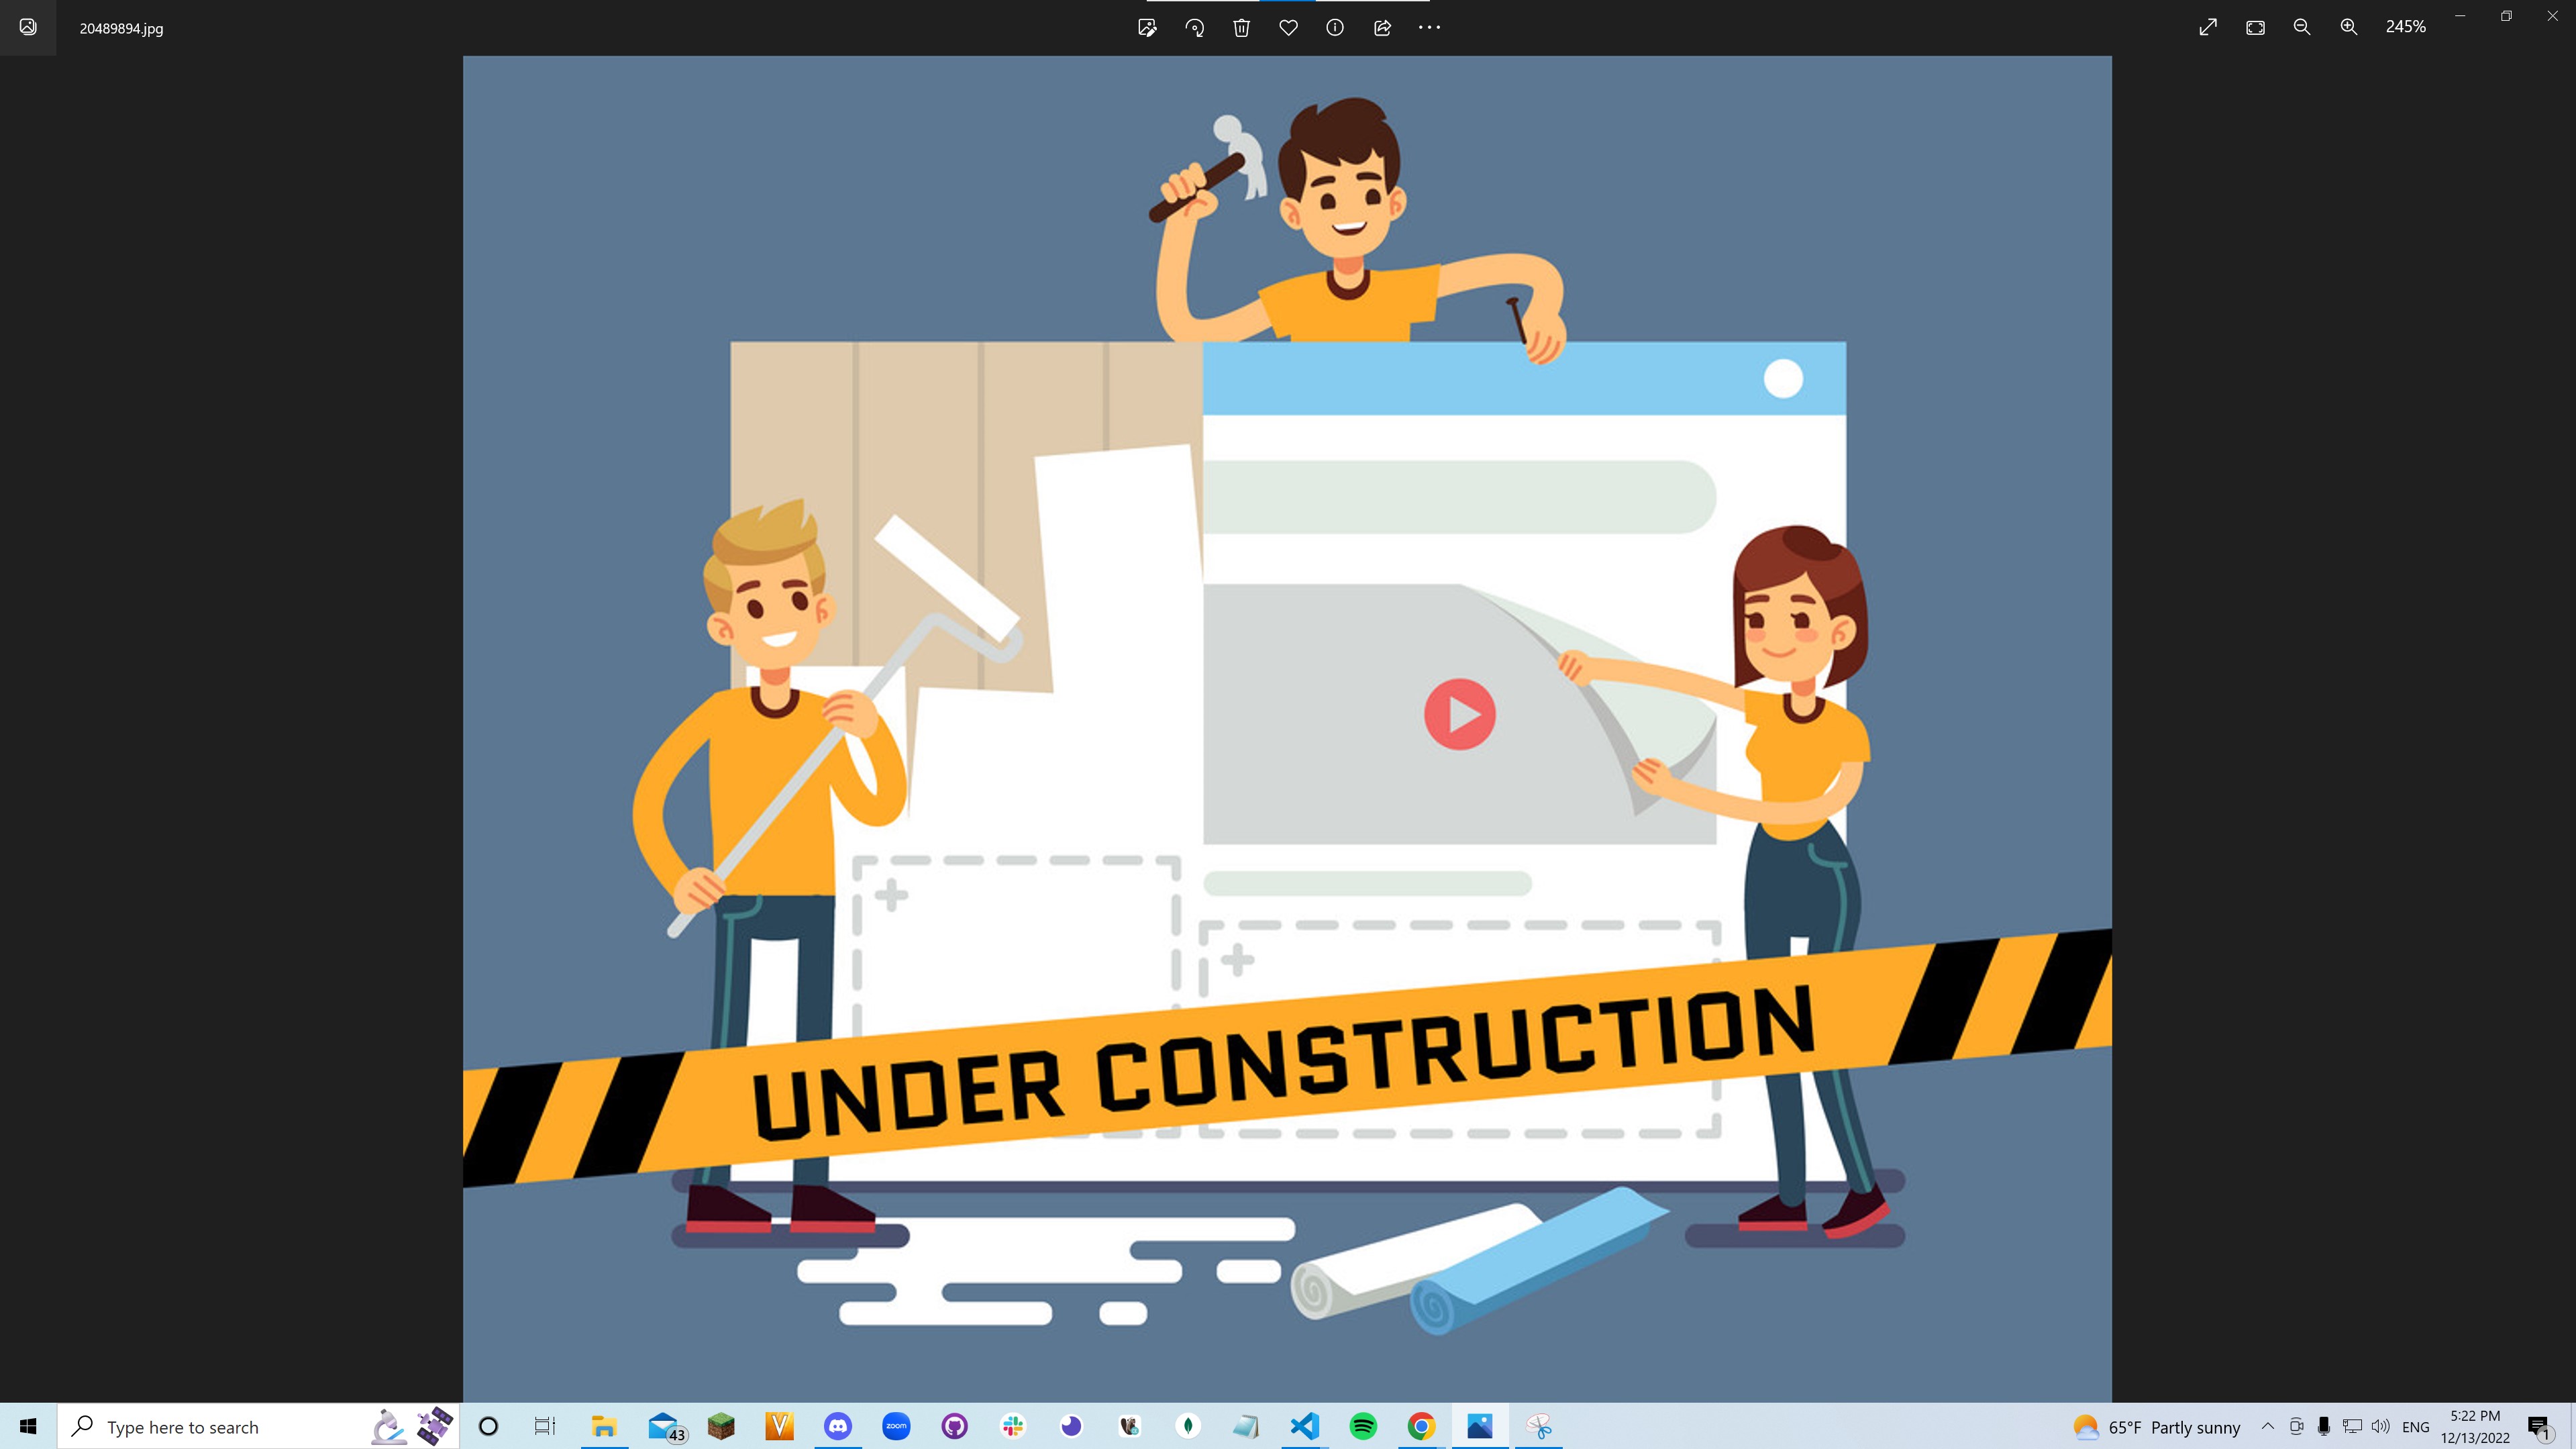 20489894.jpg
245%
UNDER CONSTRUCTION
Type here to search
43
V
zoom
65°F Partly sunny
ENG
5:22 PM
12/13/2022
1